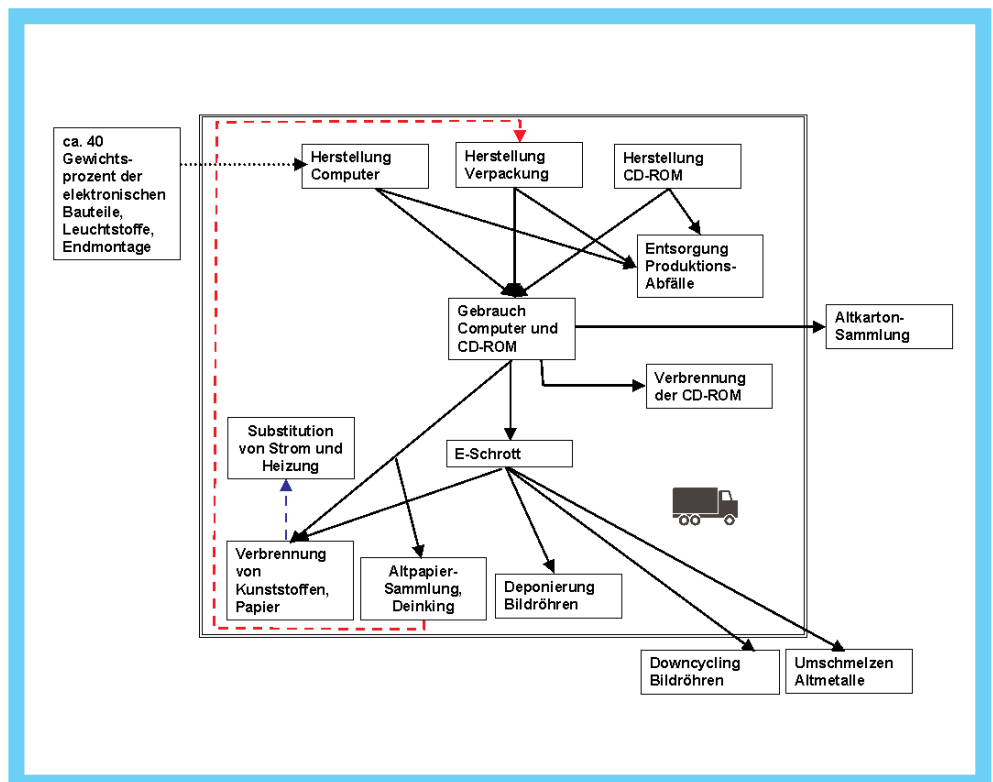 ca. 40
Gewichts-
prozent der
elektronischen
Bauteile,
Leuchtstoffe,
Endmontage
Herstellung
Computer
Herstellung
Verpackung
Herstellung
CD-ROM
Entsorgung
Produktions-
Abfälle
Gebrauch
Computer und
CD-ROM
Altkarton-
Sammlung
Verbrennung
der CD-ROM
Substitution
von Strom und
Heizung
E-Schrott
Verbrennung
von
Kunststoffen,
Papier
Altpapier-
Sammlung,
Deinking
Deponierung
Bildröhren
Downcycling
Bildröhren
Umschmelzen
Altmetalle